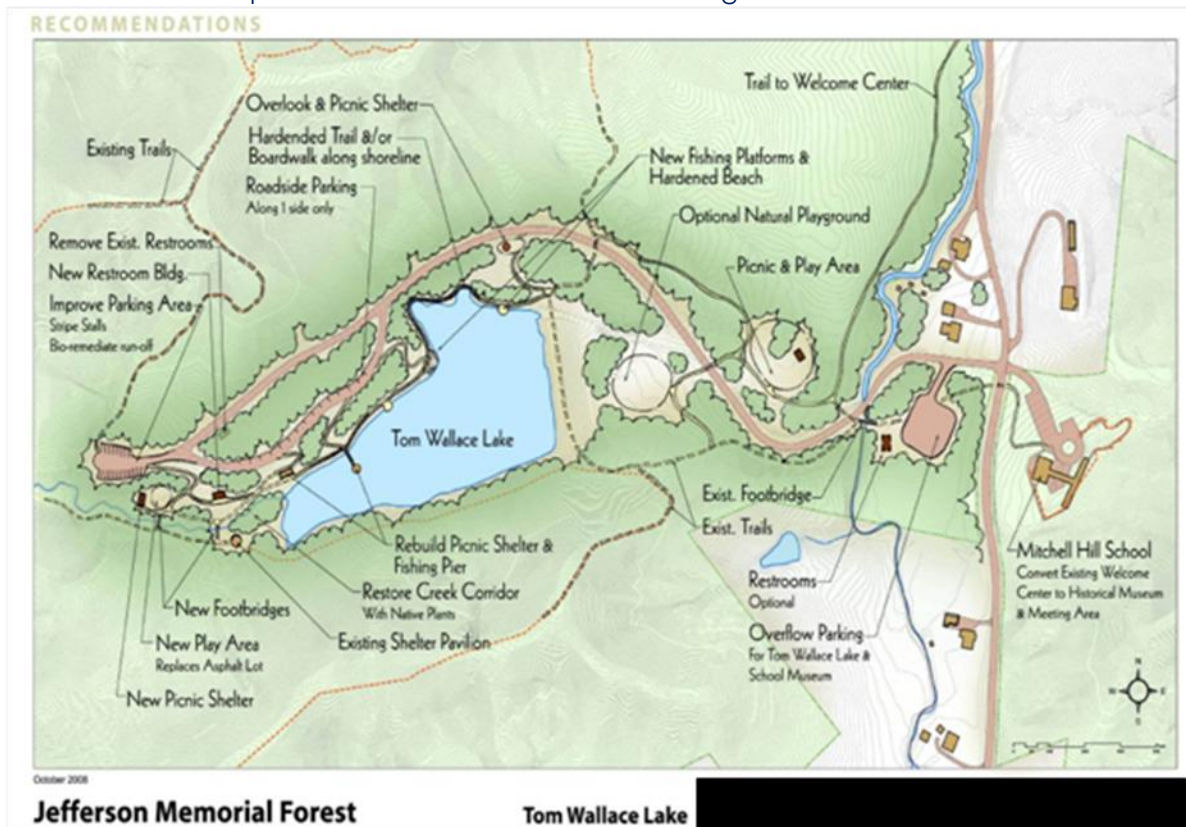 RECOMMENDATIONS
Trail to Welcome Center
Overlook & Picnic Shelter
Hardended Trail &/or
Boardwalk along shoreline
Existing Trails
New Fishing Platforms &
Hardened Beach
Roadside Parking
Along 1 side only
Optional Natural Playground
Remove Exist. Restrooms
New Restroom Bldg.
Improve Parking Area
Stripe Stalls
Bio-remediate run-off
Picnic & Play Area
Tom Wallace Lake
Exist. Footbridge
Exist. Trails
Rebuild Picnic Shelter &
Fishing Pier
Restore Creek Corridor
With Native Plants
Existing Shelter Pavilion
New Footbridges
New Play Area
Replaces Asphalt Lot
New Picnic Shelter
Restrooms
Optional
Overflow Parking
For Tom Wallace Lake &
School Museum
Mitchell Hill School
Convert Existing Welcome
Center to Historical Museum
& Meeting Area
N
W
E
S
October 2008
Jefferson Memorial Forest
Tom Wallace Lake